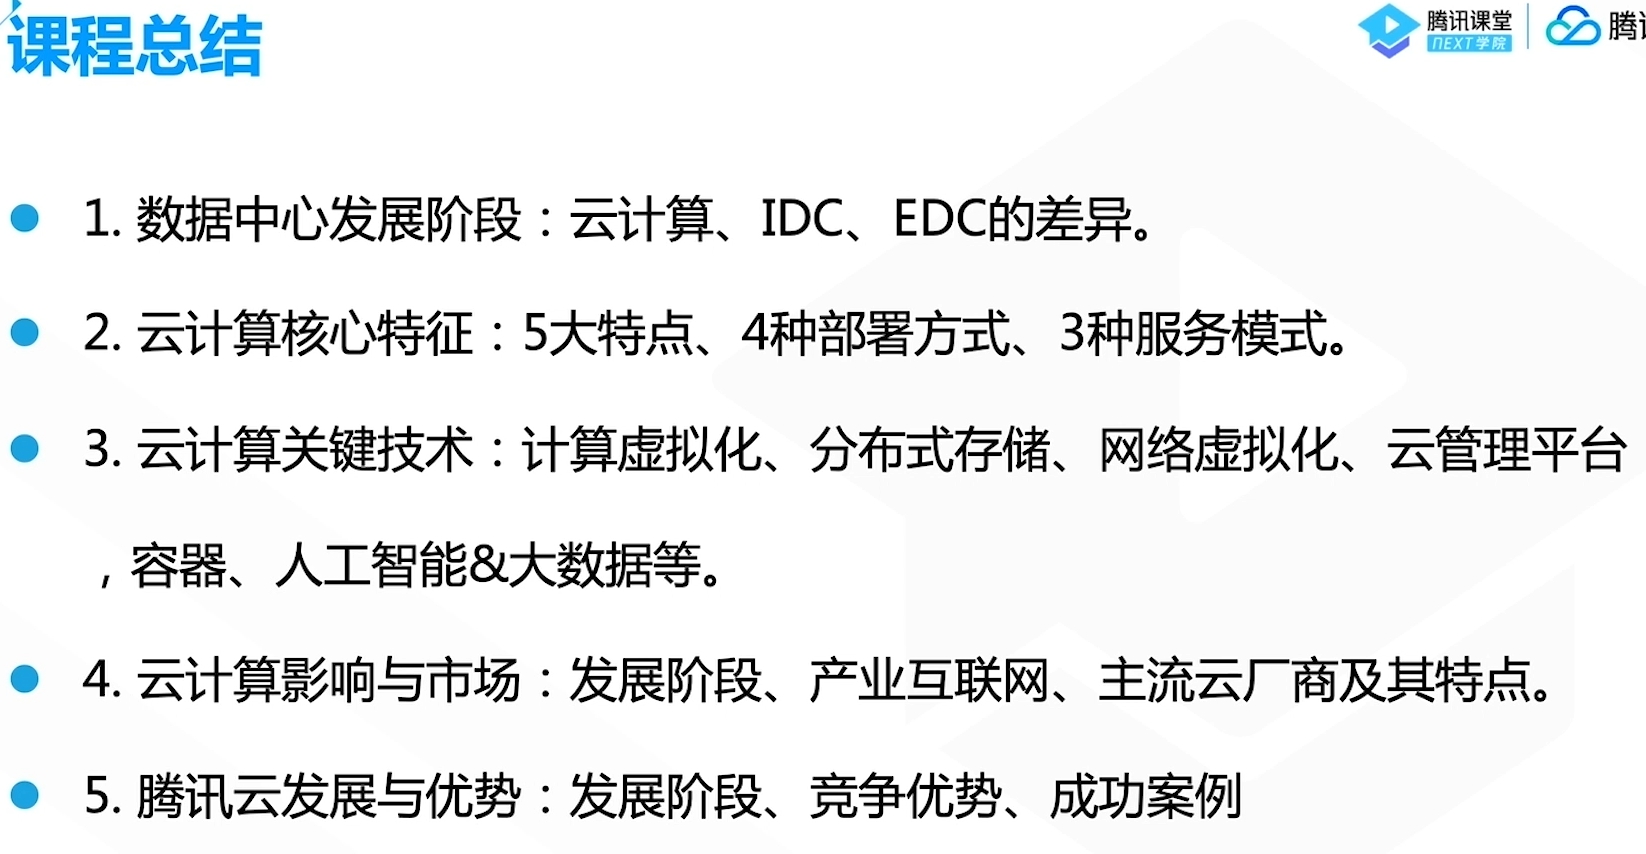 课程总结
腾讯课堂
NEXT学院
腾讯
1. 数据中心发展阶段：云计算、IDC、EDC的差异。
2. 云计算核心特征：5大特点、4种部署方式、3种服务模式。
3. 云计算关键技术：计算虚拟化、分布式存储、网络虚拟化、云管理平台
，容器、人工智能&大数据等。
4. 云计算影响与市场：发展阶段、产业互联网、主流云厂商及其特点。
5. 腾讯云发展与优势：发展阶段、竞争优势、成功案例